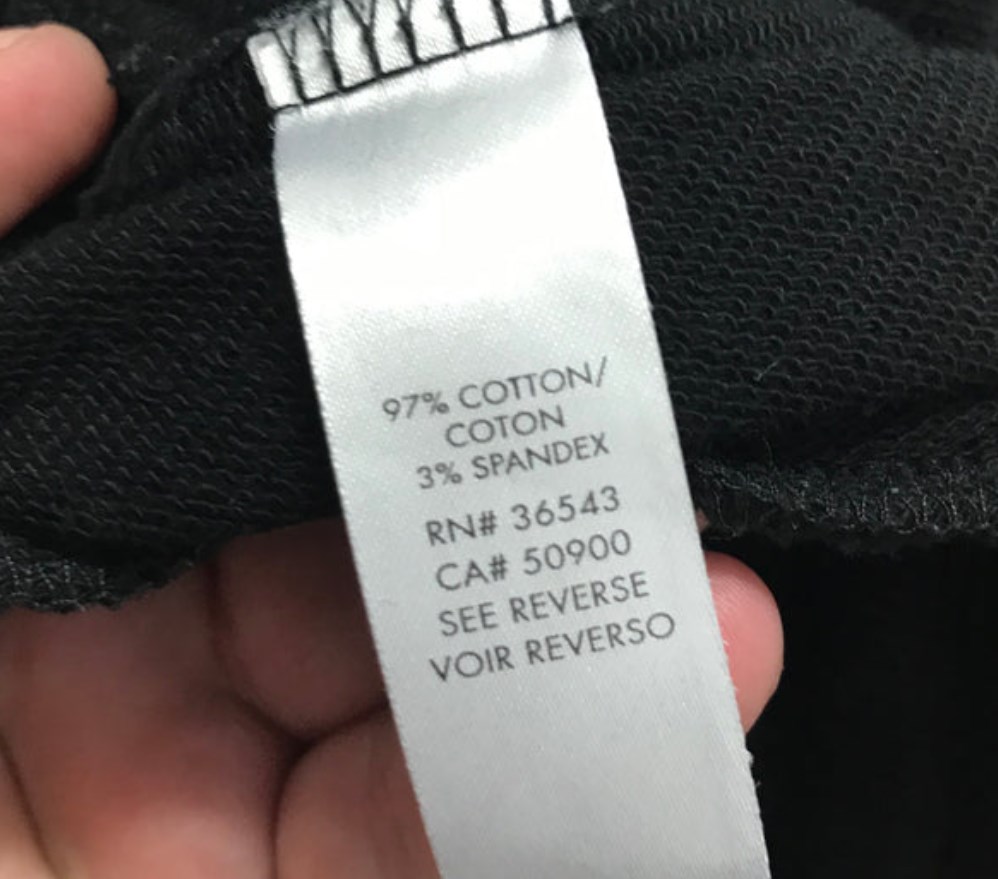 97% COTTON/
COTON
3% SPANDEX
RN# 36543
CA# 50900
SEE REVERSE
VOIR REVERSO